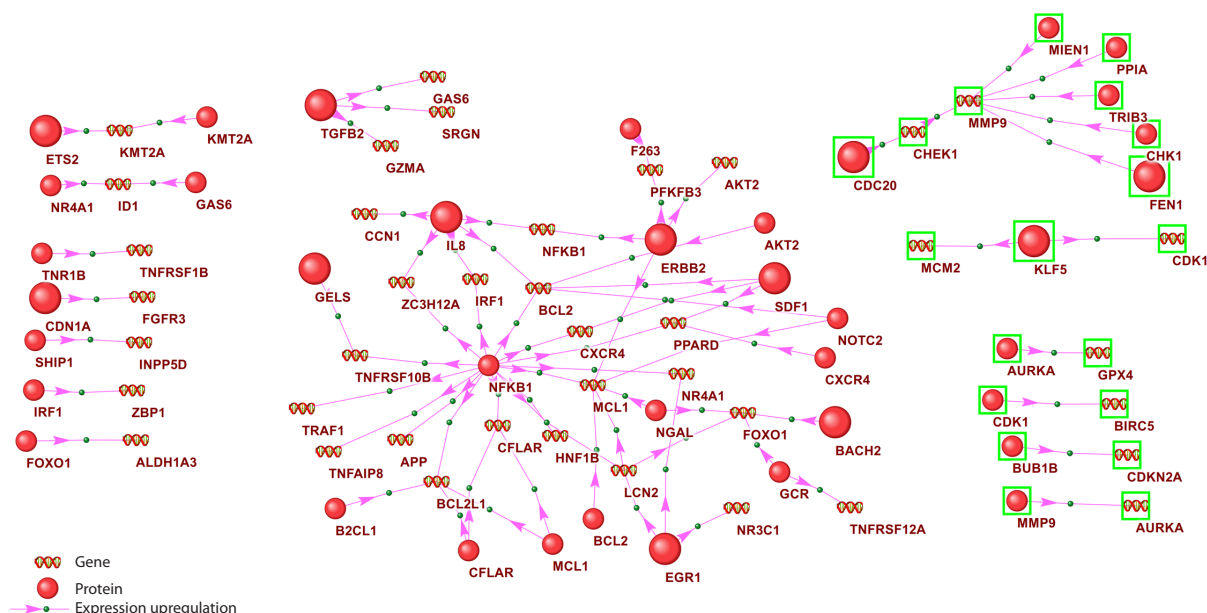 ETS2
KMT2A
KMT2A
NR4A1
ID1
GAS6
TNR1B
TNFRSF1B
CDN1A
FGFR3
SHIP1
INPP5D
IRF1
ZBP1
FOXO1
ALDH1A3
TGFB2
GAS6
SRGN
GZMA
F263
PFKFB3
AKT2
CCN1
IL8
NFKB1
ERBB2
AKT2
GELS
ZC3H12A
IRF1
BCL2
SDF1
NOTC2
CXCR4
PPARD
CXCR4
TNFRSF10B
NFKB1
MCL1
NR4A1
TRAF1
TNFAIP8
APP
CFLAR
HNF1B
NGAL
FOXO1
BACH2
B2CL1
BCL2L1
LCN2
GCR
TNFRSF12A
CFLAR
MCL1
BCL2
EGR1
NR3C1
MIEN1
PPIA
TRIB3
MMP9
CHEK1
CHK1
CDC20
FEN1
MCM2
KLF5
CDK1
AURKA
GPX4
CDK1
BIRC5
BUB1B
CDKN2A
MMP9
AURKA
Gene
Protein
Expression upregulation